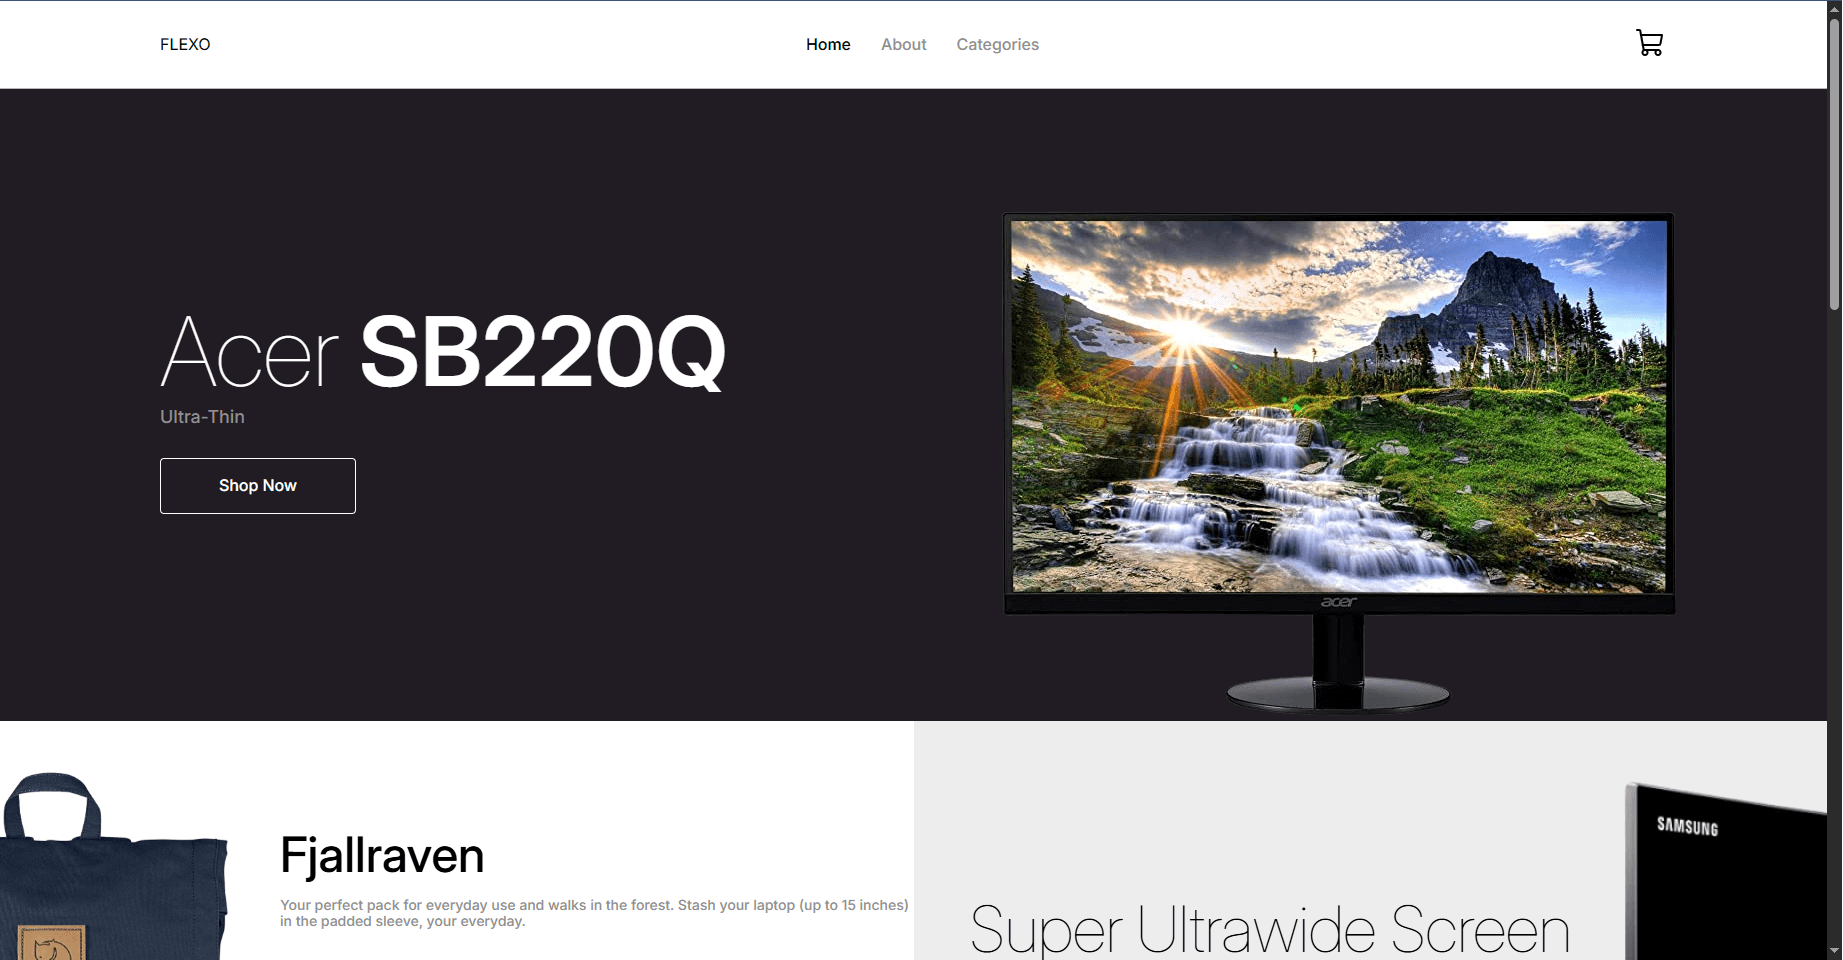 FLEXO
Home About Categories
Acer SB220Q
Ultra-Thin
Shop Now
acer
Fjallraven
Your perfect pack for everyday use and walks in the forest. Stash your laptop (up to 15 inches)
in the padded sleeve, your everyday.
SAMSUNG
Super Ultrawide Screen